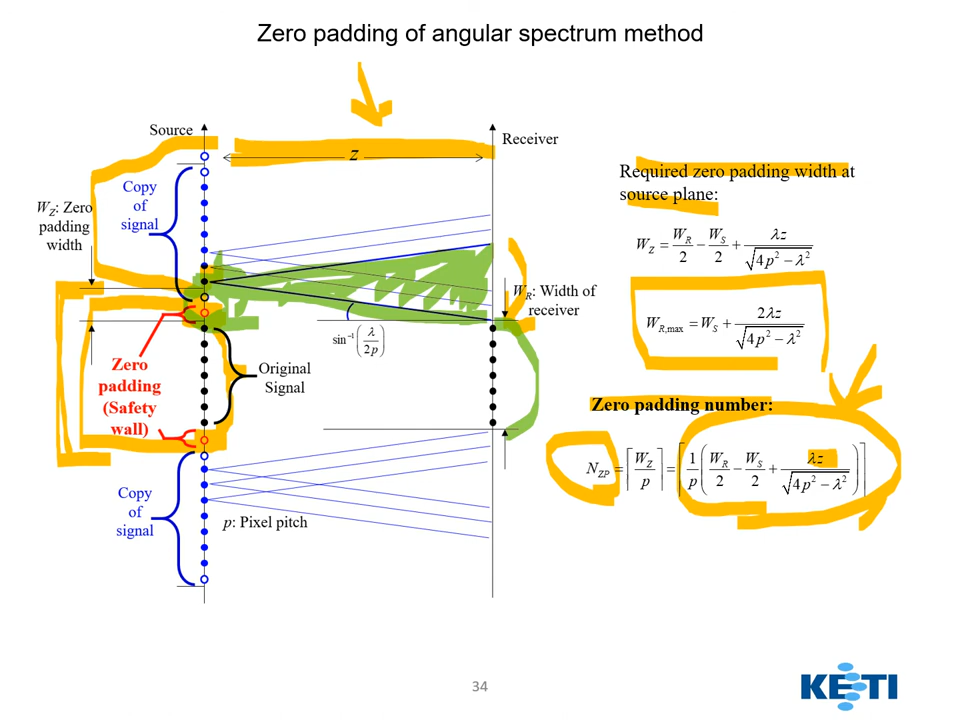 Zero padding of angular spectrum method
Source
Receiver
z
Copy
of
signal
W_Z: Zero
padding
width
W_R: Width of
receiver
sin⁻¹(λ/2p)
Zero
padding
(Safety
wall)
Original
Signal
Copy
of
signal
p: Pixel pitch
Required zero padding width at
source plane:
W_Z = W_R/2 − W_S/2 + λz/√(4p² − λ²)
W_R,max = W_S + 2λz/√(4p² − λ²)
Zero padding number:
N_ZP = ⌈W_Z/p⌉ = ⌈1/p (W_R/2 − W_S/2 + λz/√(4p² − λ²))⌉
34
KETI